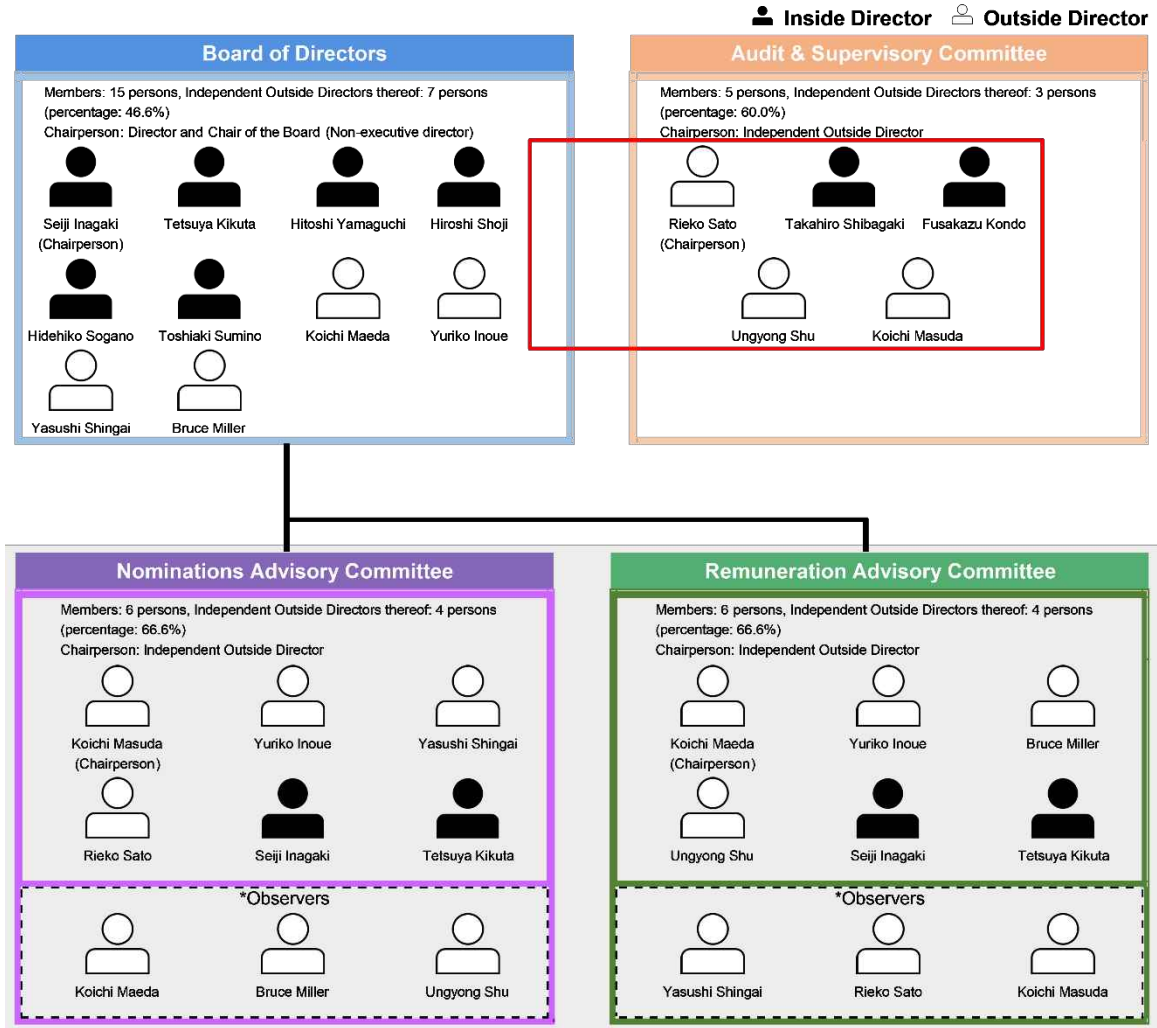 Inside Director Outside Director
Board of Directors
Members: 15 persons, Independent Outside Directors thereof: 7 persons
(percentage: 46.6%)
Chairperson: Director and Chair of the Board (Non-executive director)
Seiji Inagaki
(Chairperson)
Tetsuya Kikuta
Hitoshi Yamaguchi
Hiroshi Shoji
Hidehiko Sogano
Toshiaki Sumino
Koichi Maeda
Yuriko Inoue
Yasushi Shingai
Bruce Miller
Audit & Supervisory Committee
Members: 5 persons, Independent Outside Directors thereof: 3 persons
(percentage: 60.0%)
Chairperson: Independent Outside Director
Rieko Sato
(Chairperson)
Takahiro Shibagaki
Fusakazu Kondo
Ungyong Shu
Koichi Masuda
Nominations Advisory Committee
Members: 6 persons, Independent Outside Directors thereof: 4 persons
(percentage: 66.6%)
Chairperson: Independent Outside Director
Koichi Masuda
(Chairperson)
Yuriko Inoue
Yasushi Shingai
Rieko Sato
Seiji Inagaki
Tetsuya Kikuta
*Observers
Koichi Maeda
Bruce Miller
Ungyong Shu
Remuneration Advisory Committee
Members: 6 persons, Independent Outside Directors thereof: 4 persons
(percentage: 66.6%)
Chairperson: Independent Outside Director
Koichi Maeda
(Chairperson)
Yuriko Inoue
Bruce Miller
Ungyong Shu
Seiji Inagaki
Tetsuya Kikuta
*Observers
Yasushi Shingai
Rieko Sato
Koichi Masuda